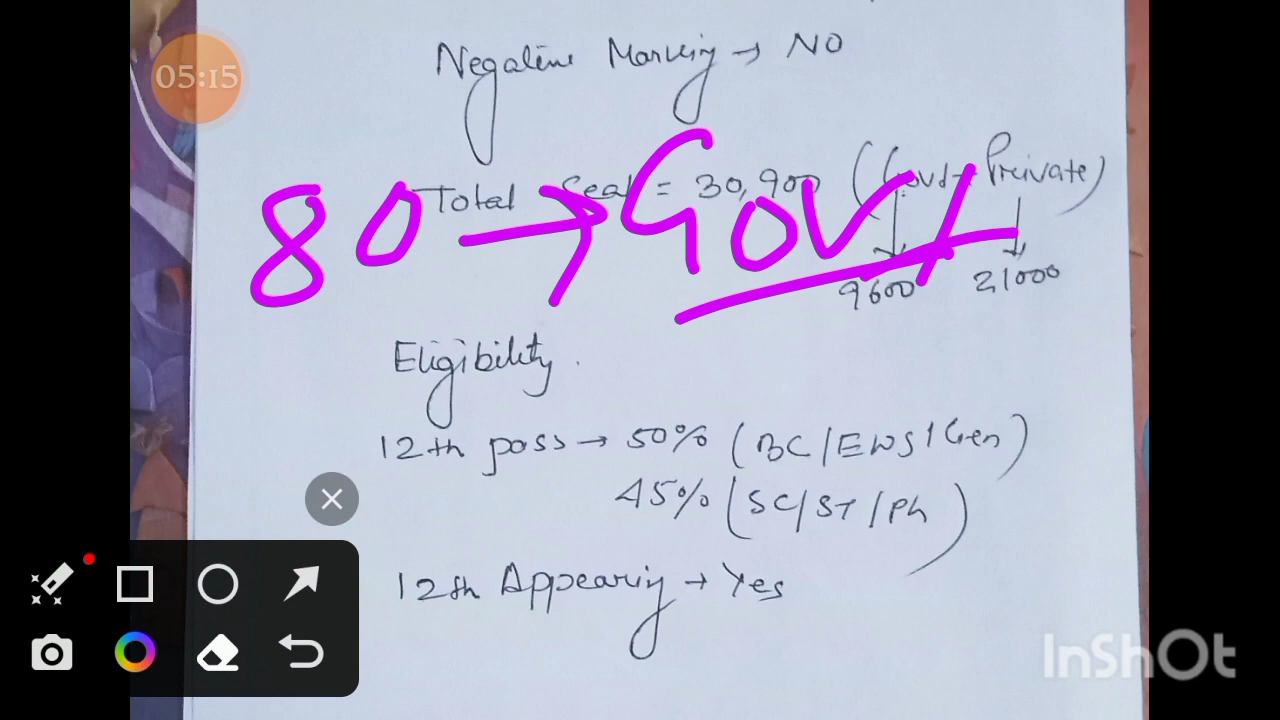 05:15
Negative Marking → NO
Total Seat = 30,900 (Govt + Private)
80 → Govt
9600 21000
Eligibility
12th pass → 50% (BC/EWS/Gen)
45% (SC/ST/Ph)
12th Appearing → Yes
InShOt